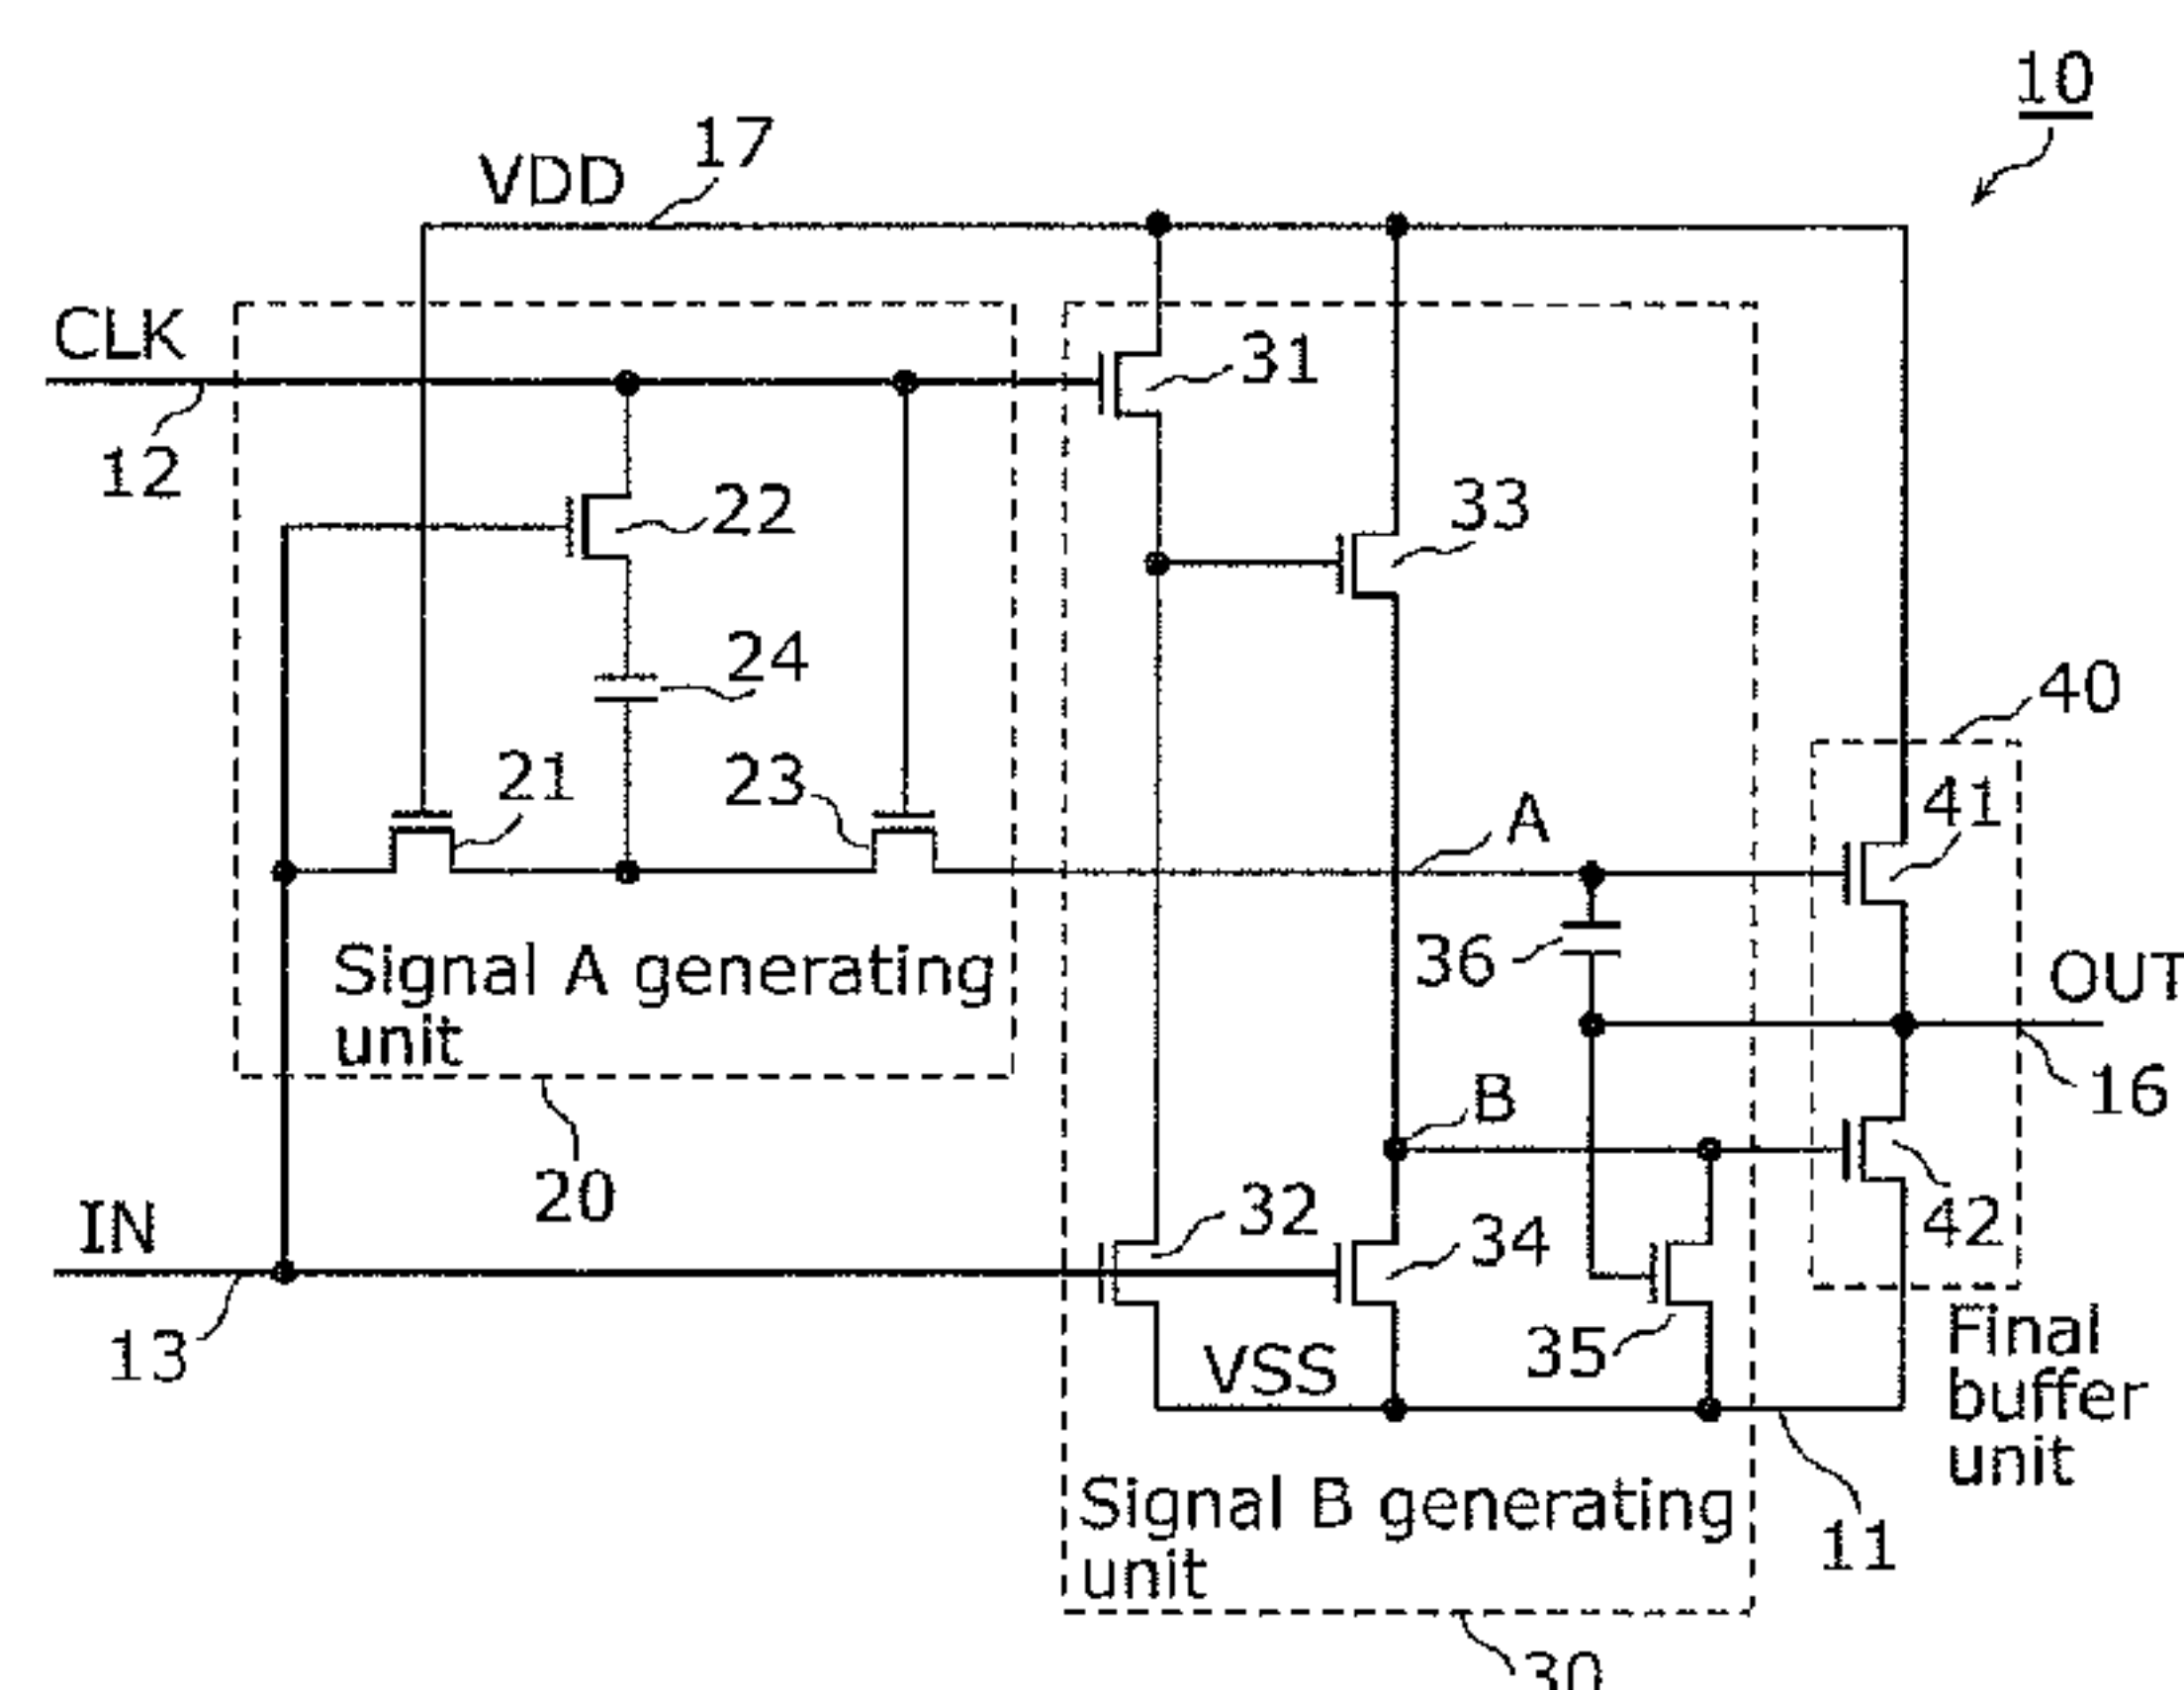 10
17
VDD
CLK
31
12
22
33
24
40
21
23
A
41
36
Signal A generating
unit
OUT
B
16
20
IN
32
34
42
13
35
VSS
Final
buffer
unit
Signal B generating
unit
11
30